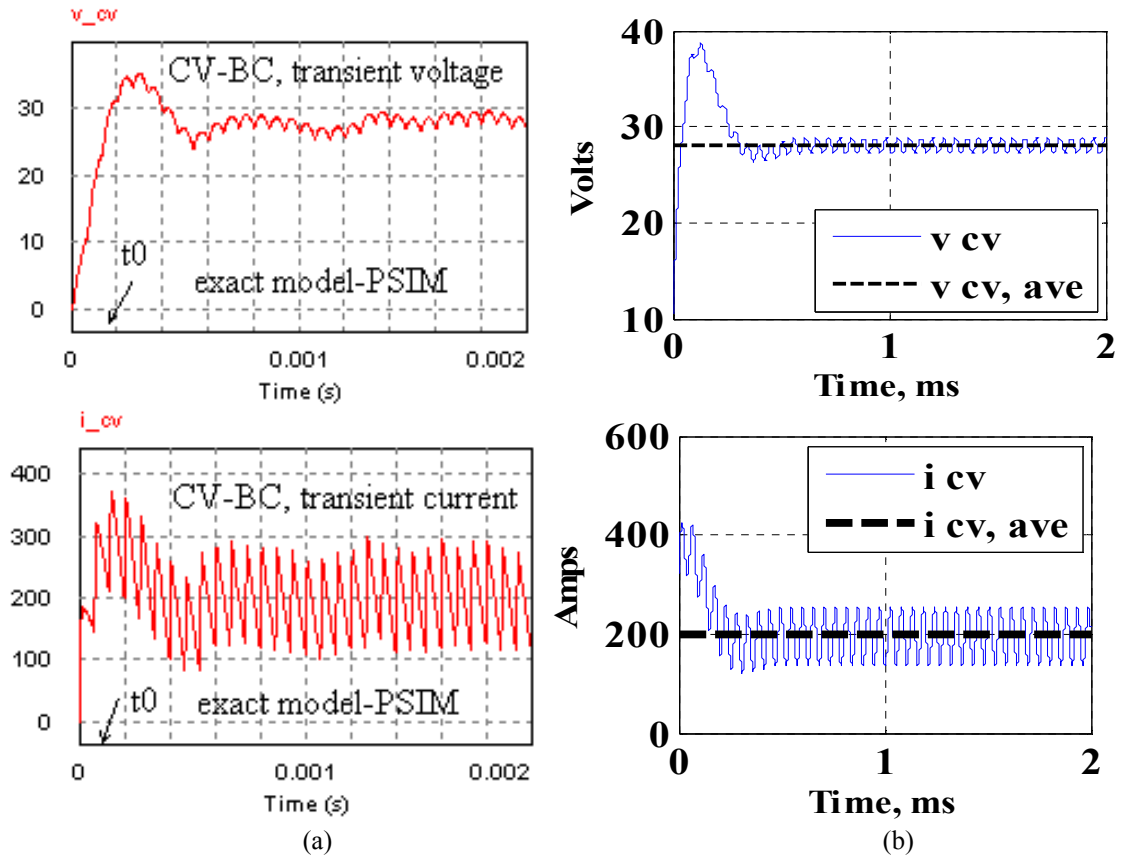 v_cv
CV-BC, transient voltage
30
20
10
0
t0
exact model-PSIM
0
0.001
0.002
Time (s)
40
30
20
10
Volts
v cv
v cv, ave
0
1
2
Time, ms
i_cv
400
300
200
100
0
CV-BC, transient current
t0
exact model-PSIM
0
0.001
0.002
Time (s)
(a)
600
400
200
0
Amps
i cv
i cv, ave
0
1
2
Time, ms
(b)